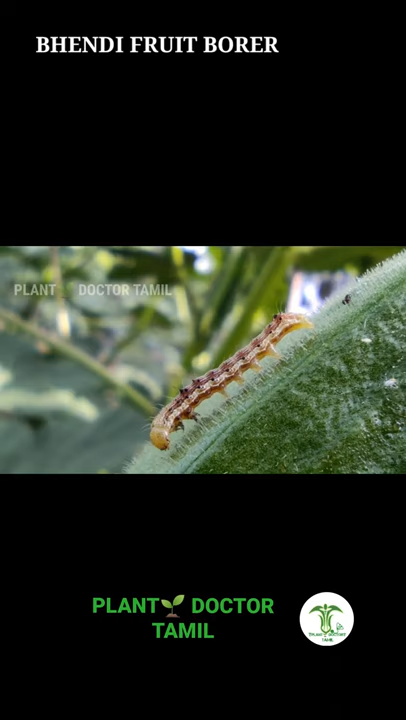 BHENDI FRUIT BORER
PLANT DOCTOR TAMIL
PLANT🌱 DOCTOR
TAMIL